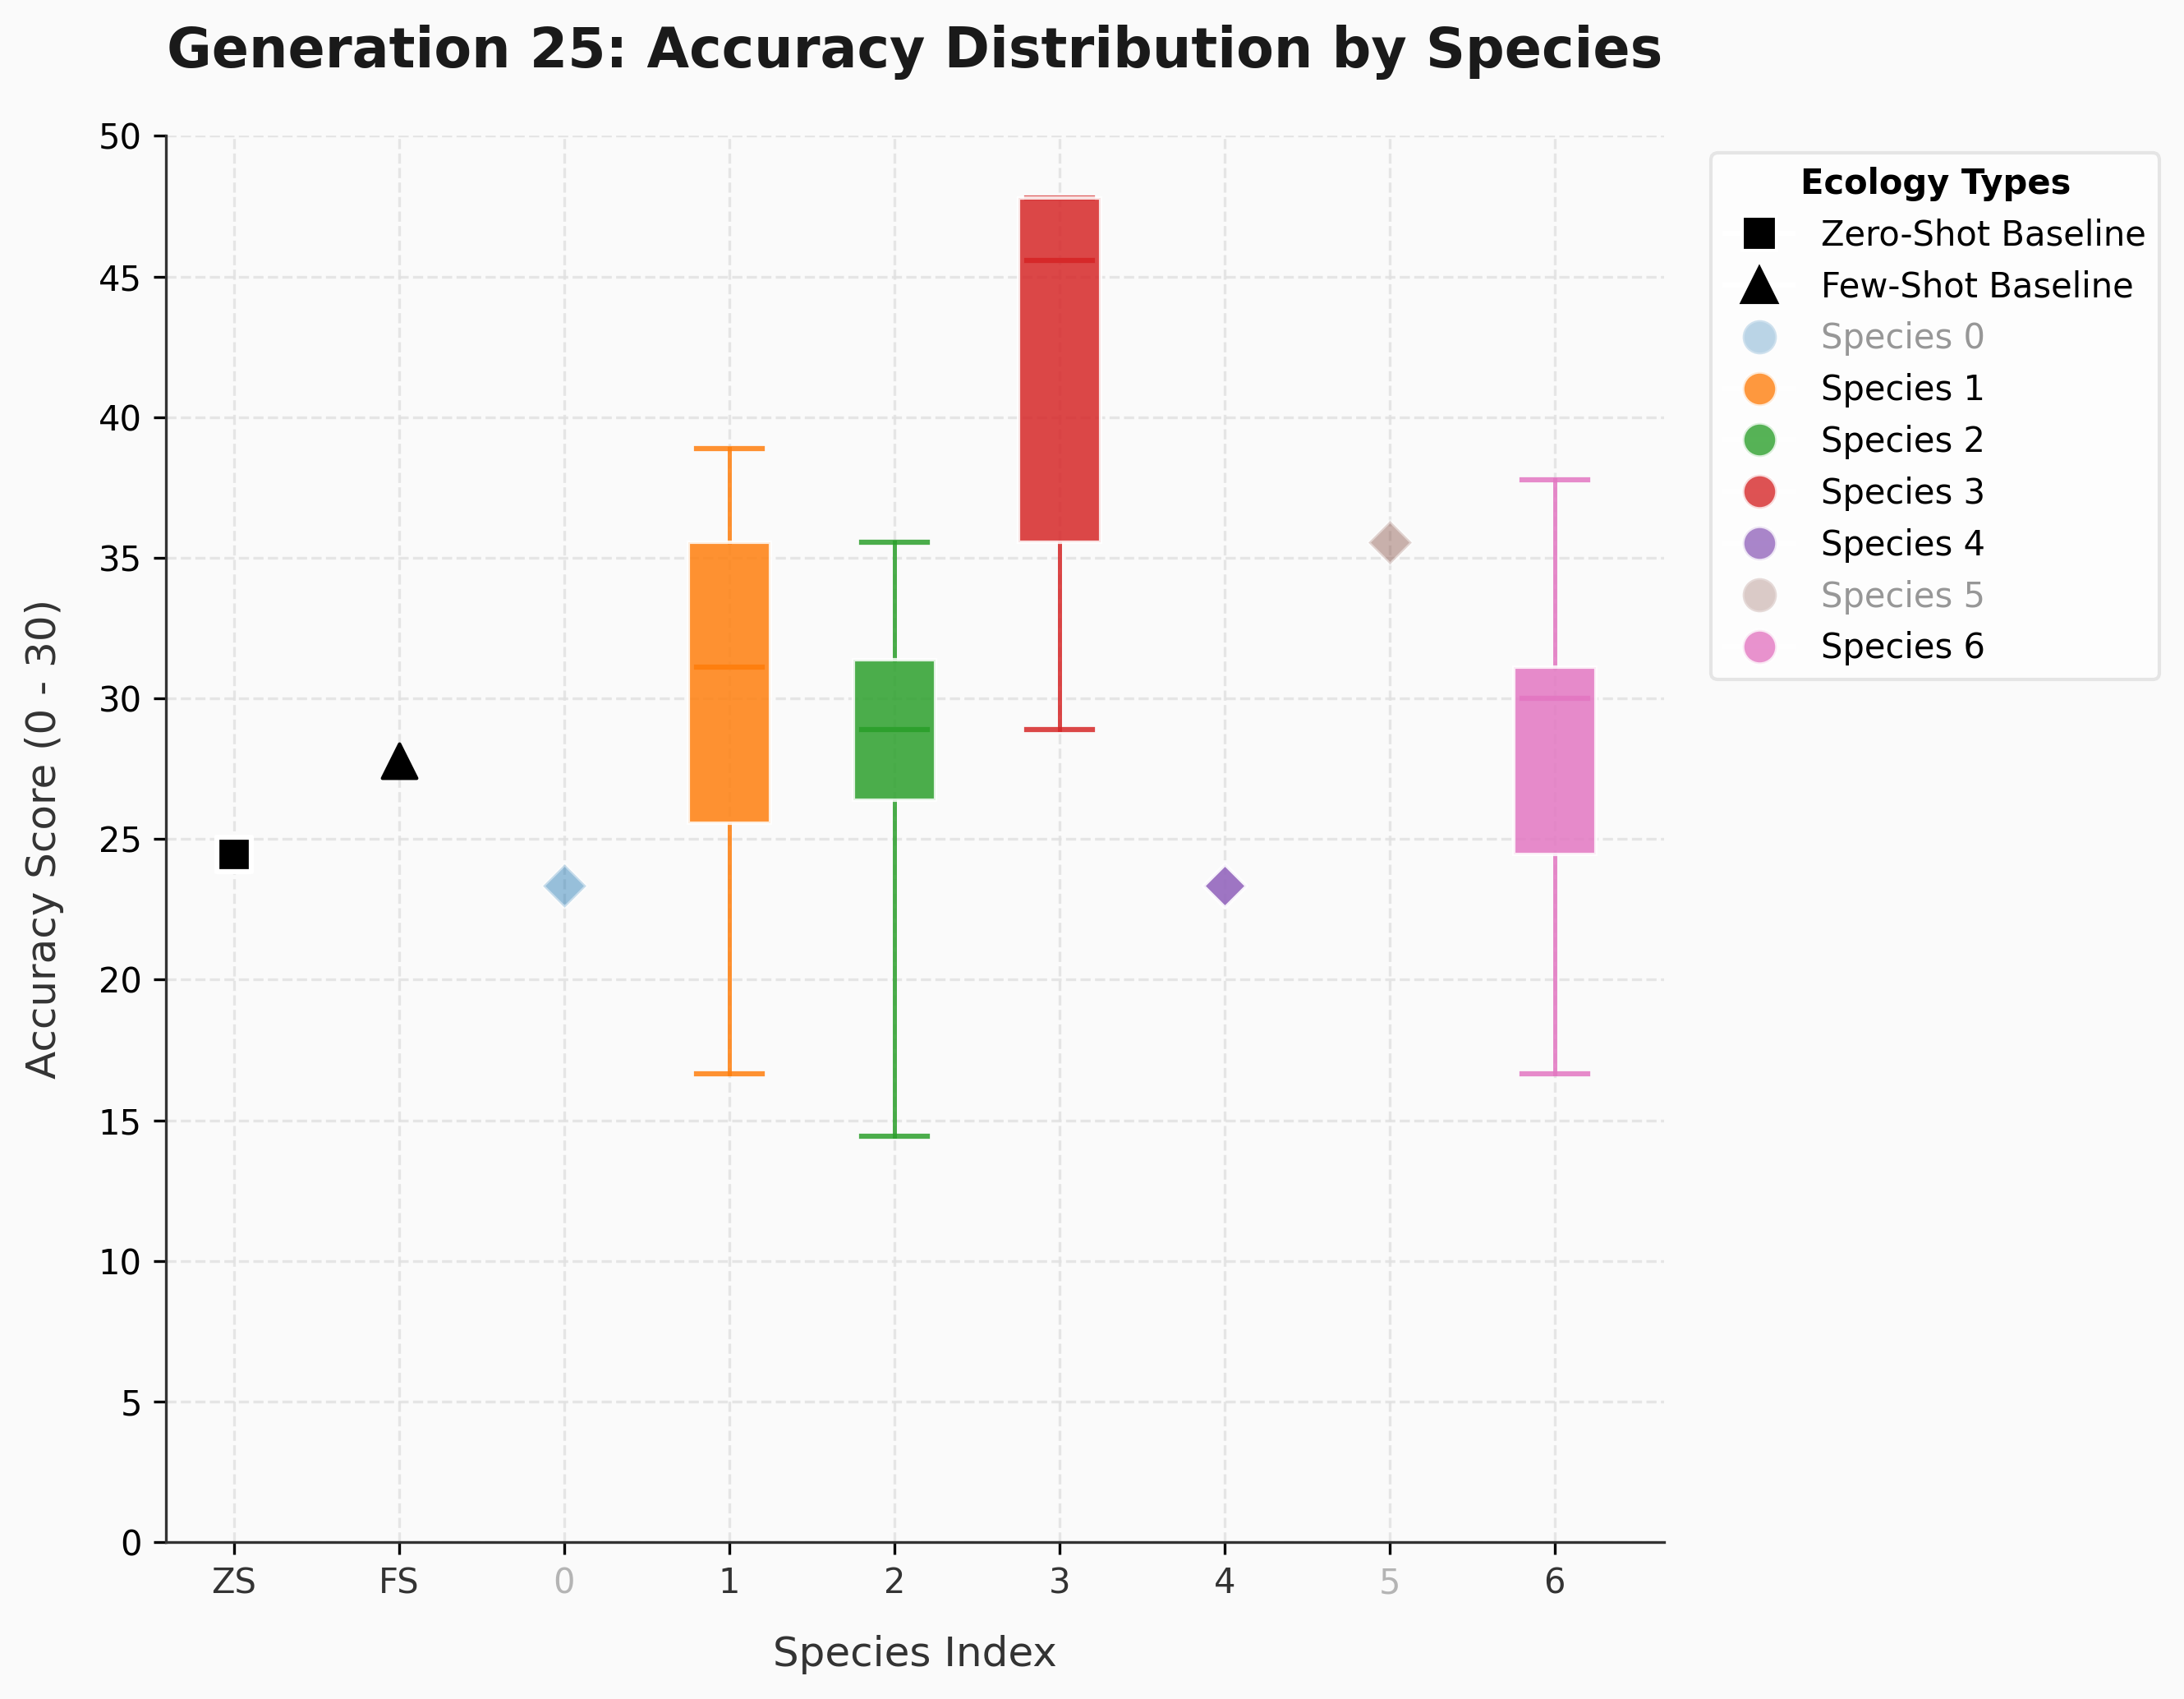 Generation 25: Accuracy Distribution by Species
50
45
40
35
30
25
20
15
10
5
0
Accuracy Score (0 - 30)
ZS FS 0 1 2 3 4 5 6
Species Index
Ecology Types
Zero-Shot Baseline
Few-Shot Baseline
Species 0
Species 1
Species 2
Species 3
Species 4
Species 5
Species 6